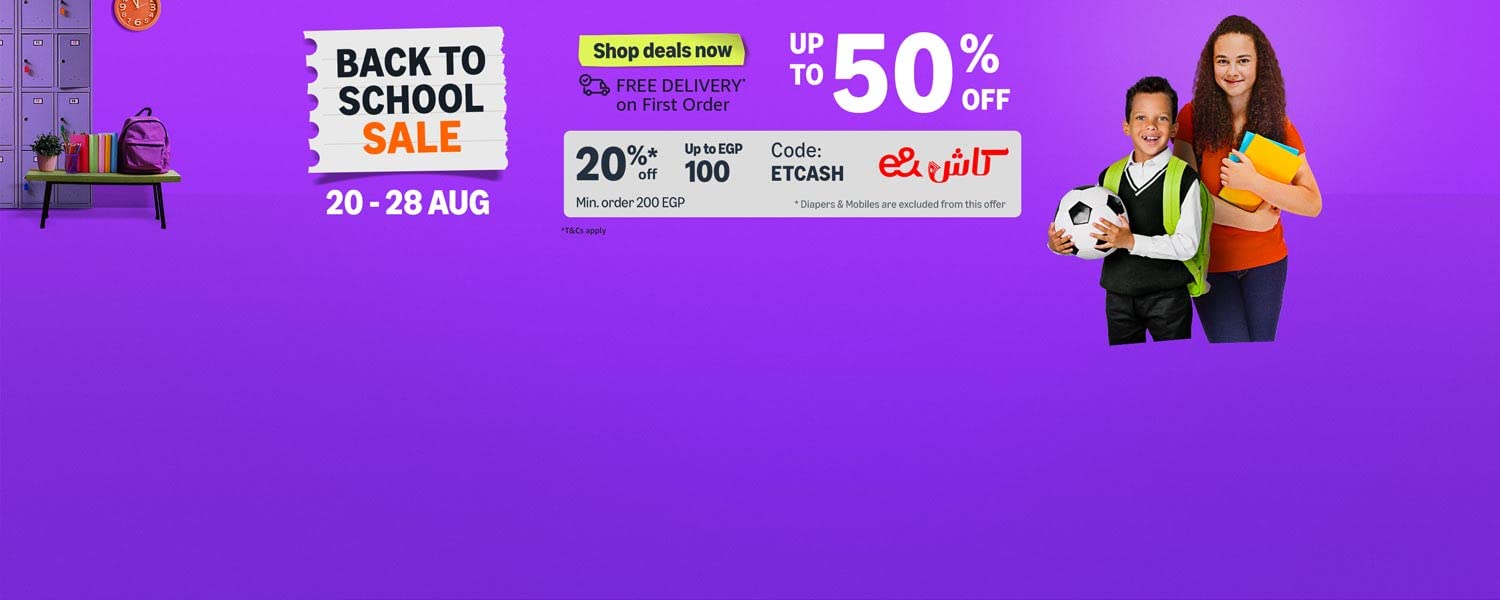 BACK TO
SCHOOL
SALE
20 - 28 AUG
Shop deals now
FREE DELIVERY*
on First Order
UP
TO
50%
OFF
20%*
off
Up to EGP
100
Code:
ETCASH
e& كاش
Min. order 200 EGP
* Diapers & Mobiles are excluded from this offer
*T&Cs apply